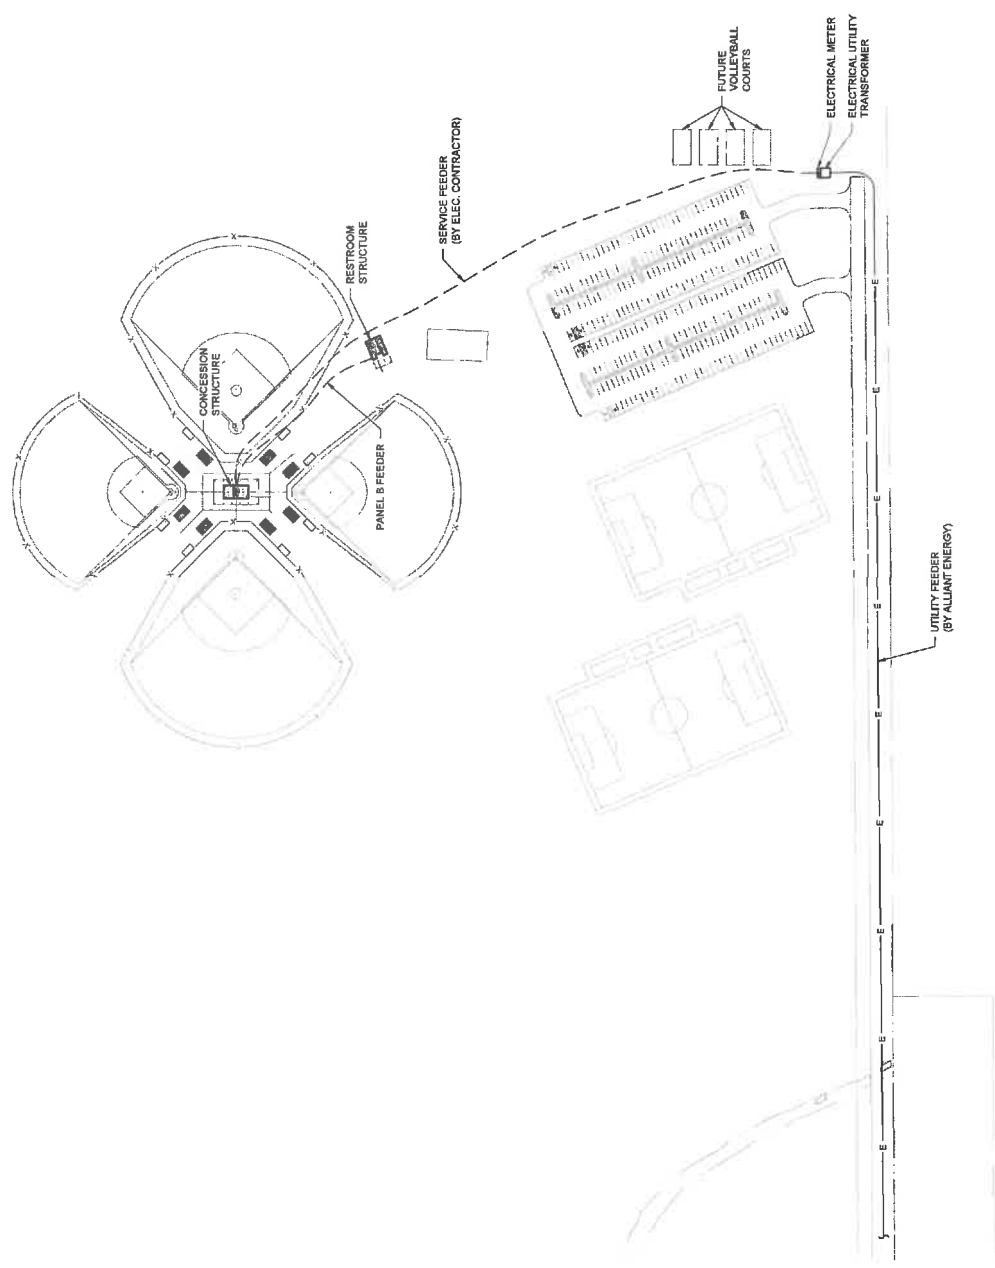 FUTURE
VOLLEYBALL
COURTS
ELECTRICAL METER
ELECTRICAL UTILITY
TRANSFORMER
SERVICE FEEDER
(BY ELEC. CONTRACTOR)
RESTROOM
STRUCTURE
CONCESSION
STRUCTURE
PANEL B FEEDER
UTILITY FEEDER
(BY ALLIANT ENERGY)
E
E
E
E
E
E
E
E
E